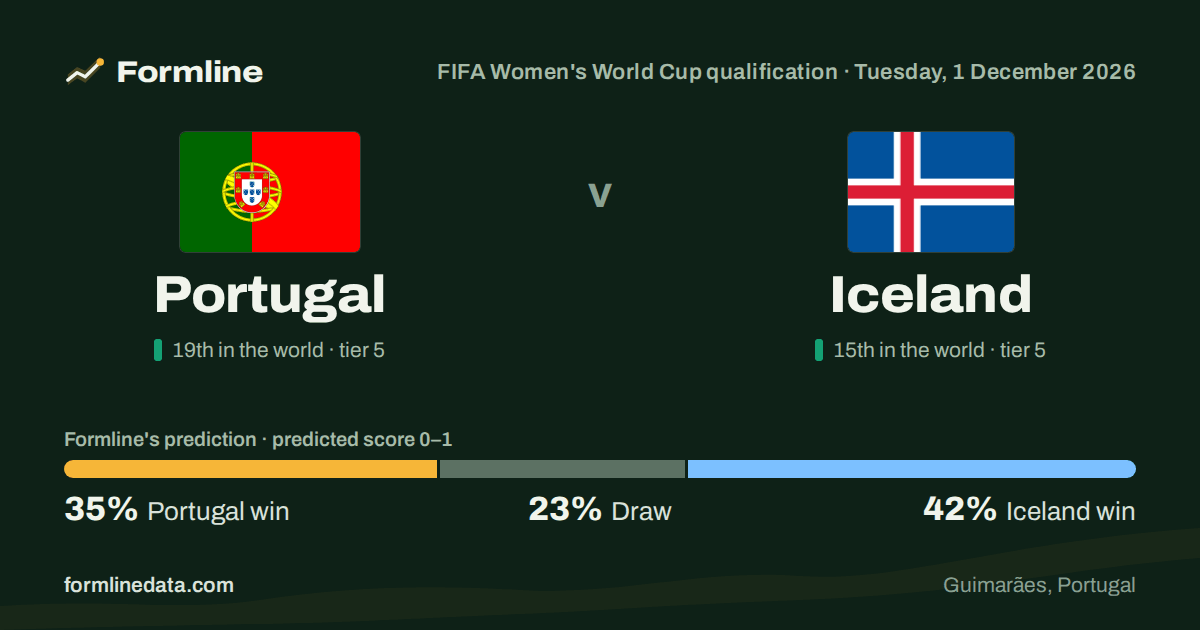 Formline
FIFA Women's World Cup qualification · Tuesday, 1 December 2026
v
Portugal
Iceland
19th in the world · tier 5
15th in the world · tier 5
Formline's prediction · predicted score 0–1
35% Portugal win
23% Draw
42% Iceland win
formlinedata.com
Guimarães, Portugal